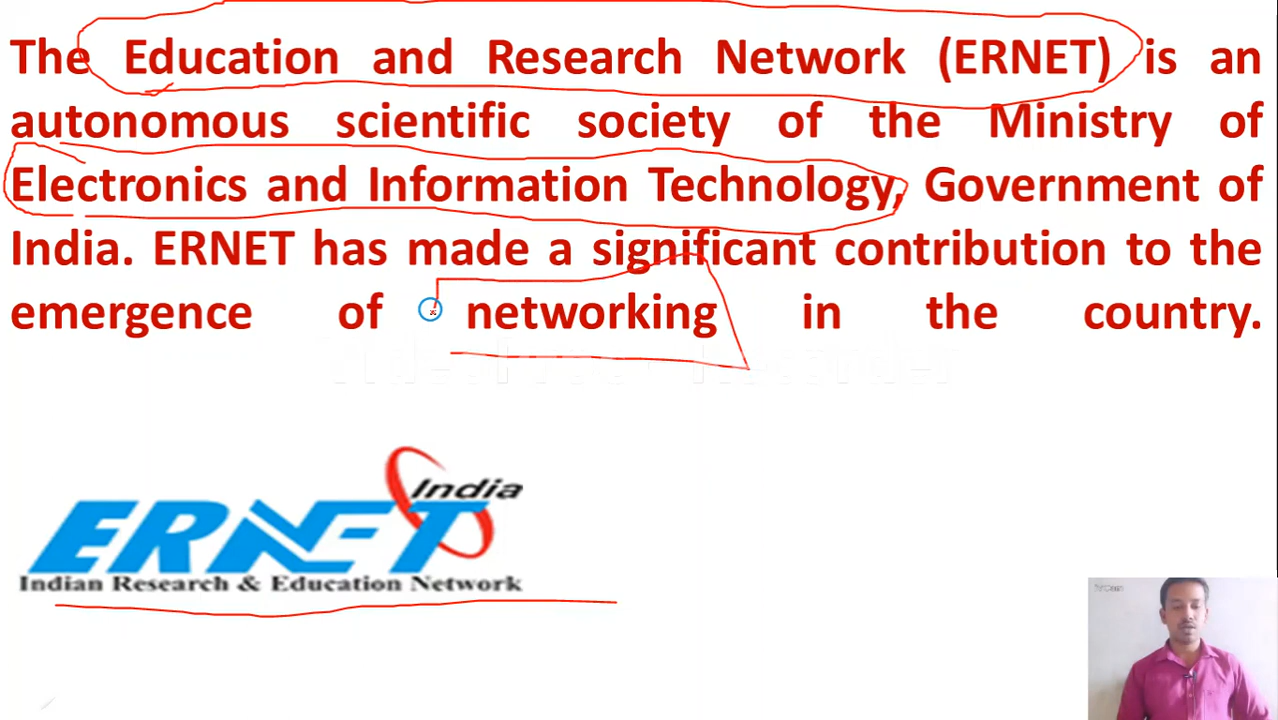 The Education and Research Network (ERNET) is an
autonomous scientific society of the Ministry of
Electronics and Information Technology, Government of
India. ERNET has made a significant contribution to the
emergence of networking in the country.
India
ERNET
Indian Research & Education Network